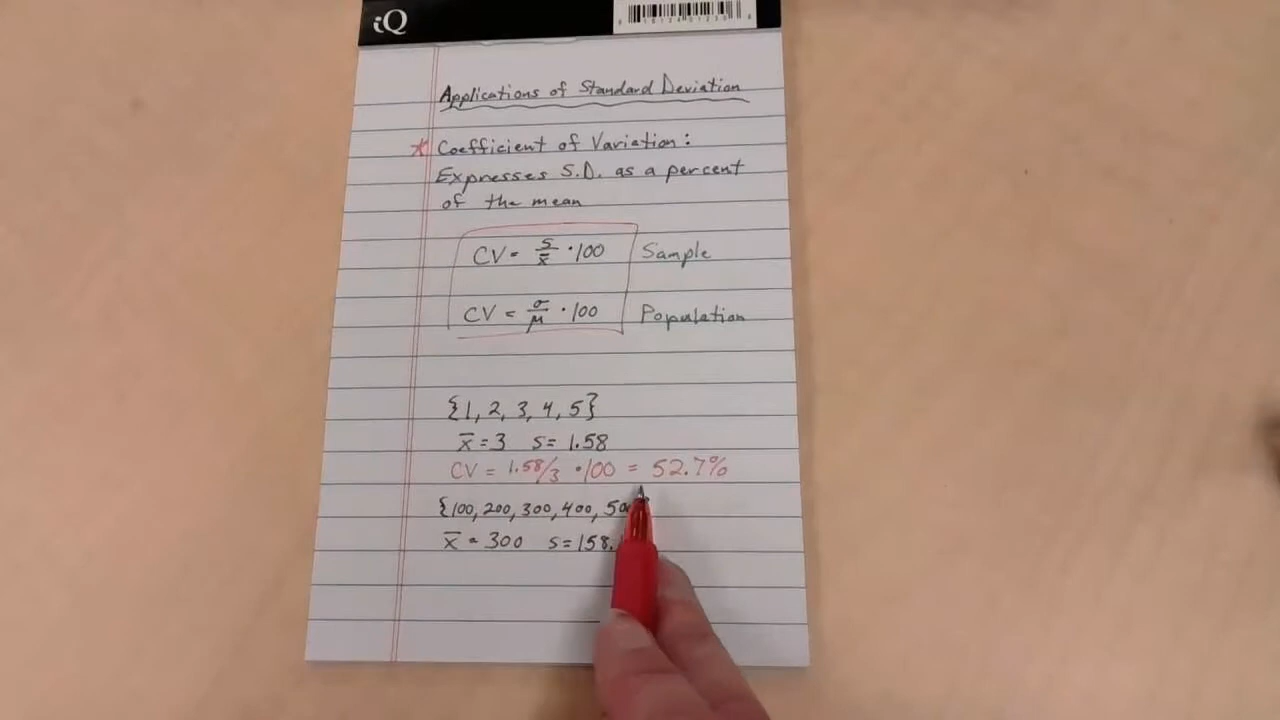 iQ
Applications of Standard Deviation
* Coefficient of Variation:
Expresses S.D. as a percent
of the mean
CV = s/x̄ · 100 Sample
CV = σ/μ · 100 Population
{1, 2, 3, 4, 5}
x̄ = 3 s = 1.58
CV = 1.58/3 · 100 = 52.7%
{100, 200, 300, 400, 50
x̄ = 300 s = 158.